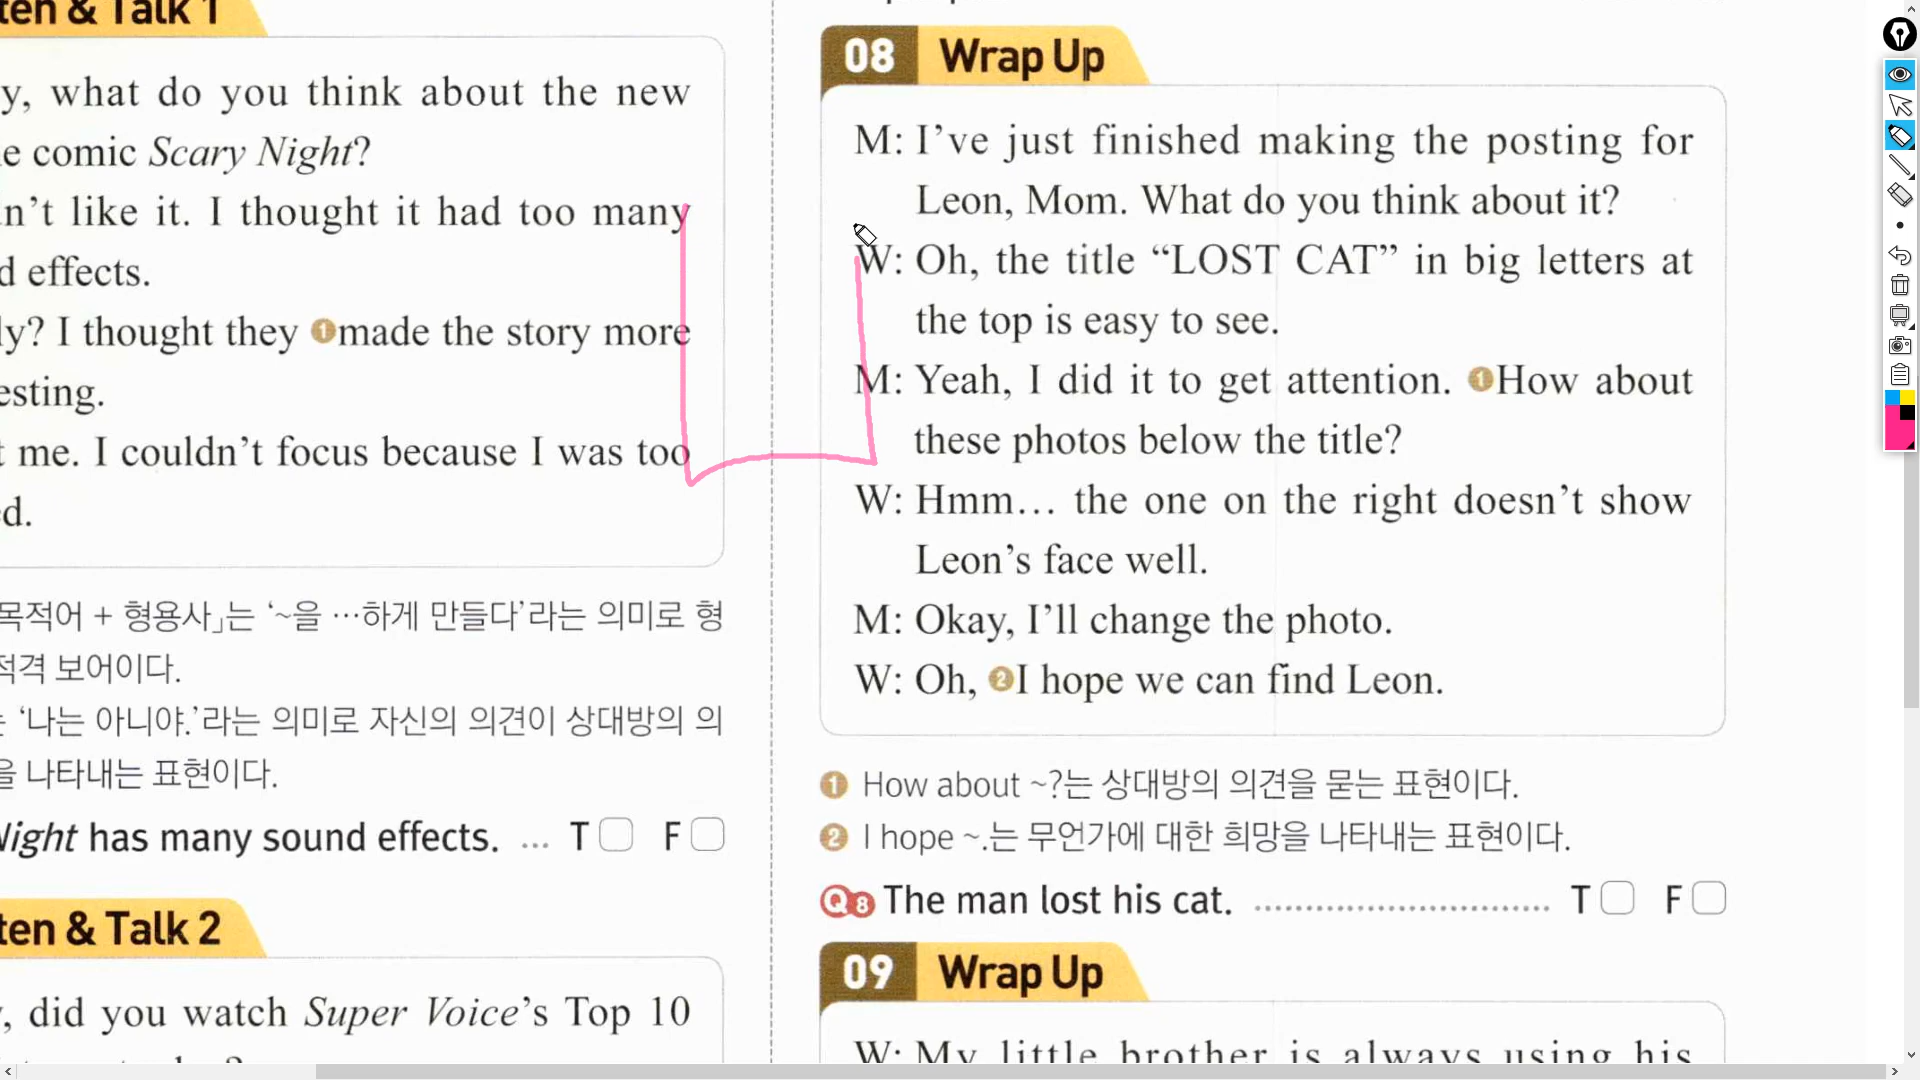 ten & Talk 1
y, what do you think about the new
e comic Scary Night?
n't like it. I thought it had too many
d effects.
ly? I thought they ❶made the story more
esting.
t me. I couldn't focus because I was too
ed.
목적어 + 형용사」는 '~을 …하게 만들다'라는 의미로 형
적격 보어이다.
는 '나는 아니야.'라는 의미로 자신의 의견이 상대방의 의
을 나타내는 표현이다.
Night has many sound effects. ... T F
ten & Talk 2
, did you watch Super Voice's Top 10
08 Wrap Up
M: I've just finished making the posting for
Leon, Mom. What do you think about it?
W: Oh, the title "LOST CAT" in big letters at
the top is easy to see.
M: Yeah, I did it to get attention. ❶How about
these photos below the title?
W: Hmm… the one on the right doesn't show
Leon's face well.
M: Okay, I'll change the photo.
W: Oh, ❷I hope we can find Leon.
❶ How about ~?는 상대방의 의견을 묻는 표현이다.
❷ I hope ~.는 무언가에 대한 희망을 나타내는 표현이다.
Q8 The man lost his cat. .............................. T F
09 Wrap Up
W: My little brother is always using his